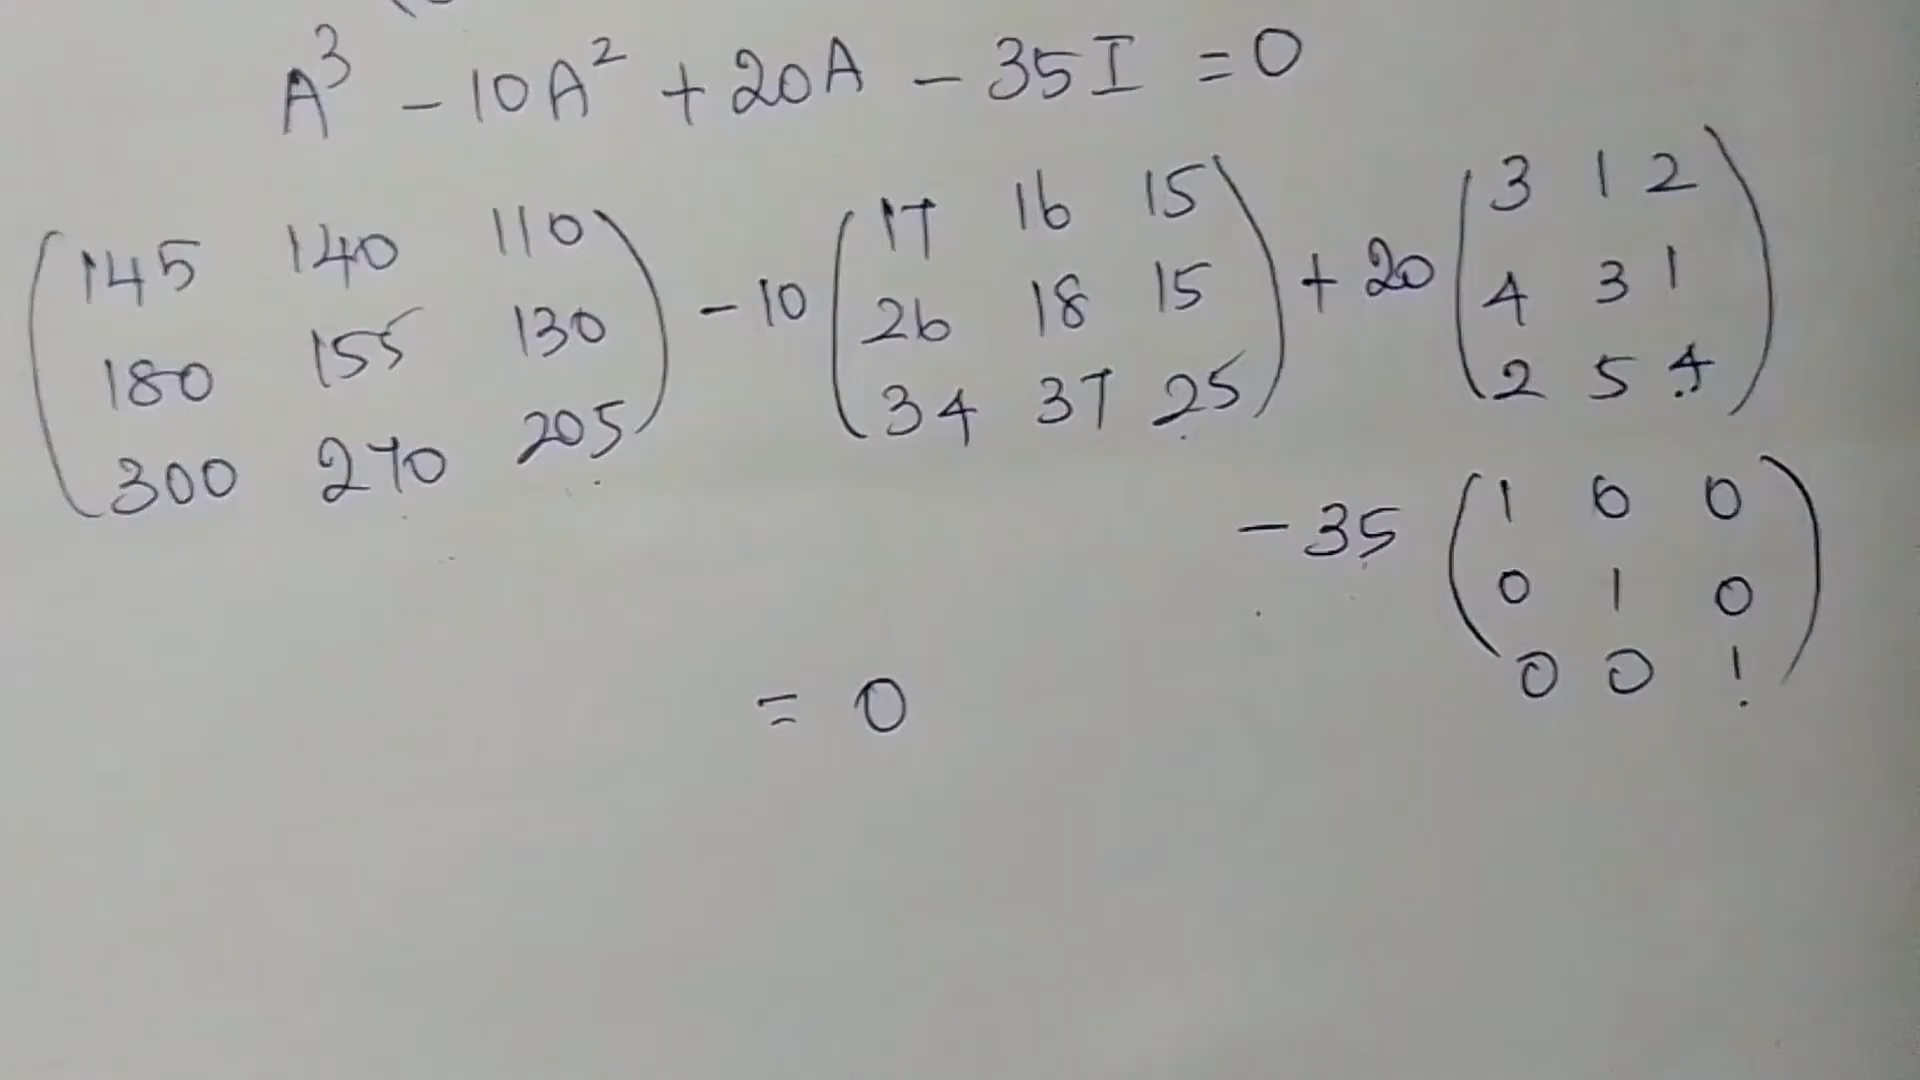 A³ - 10A² + 20A - 35I = 0
145 140 110 17 16 15 3 1 2
180 155 130 - 10 26 18 15 + 20 4 3 1
300 270 205 34 37 25 2 5 4
1 0 0
- 35 0 1 0
0 0 1
= 0